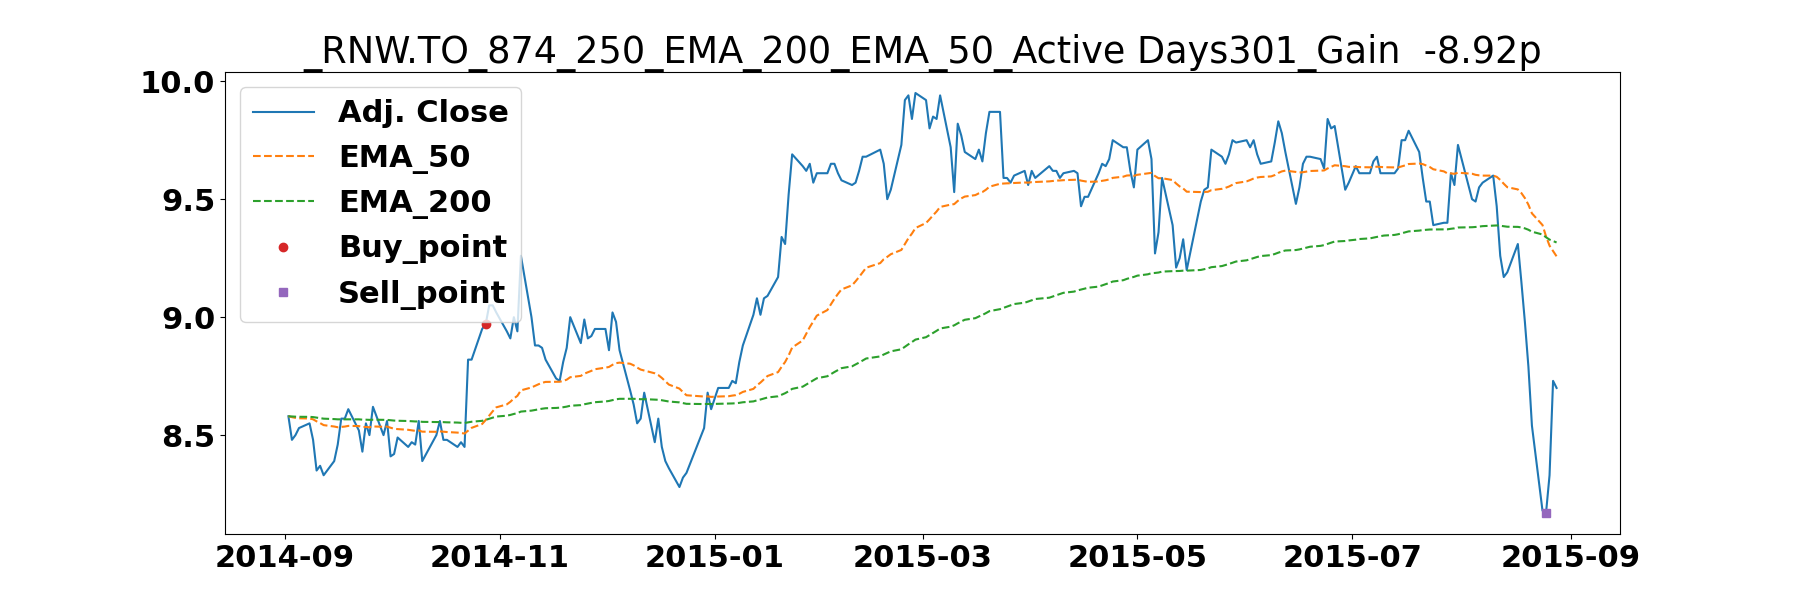 _RNW.TO_874_250_EMA_200_EMA_50_Active Days301_Gain  -8.92p
10.0
9.5
9.0
8.5
Adj. Close
EMA_50
EMA_200
Buy_point
Sell_point
2014-09 2014-11 2015-01 2015-03 2015-05 2015-07 2015-09